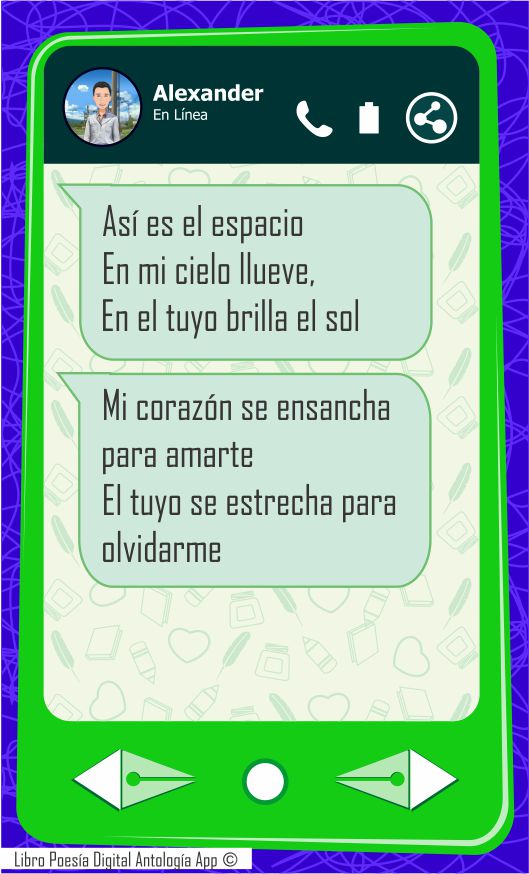 Alexander
En Línea
Así es el espacio
En mi cielo llueve,
En el tuyo brilla el sol
Mi corazón se ensancha
para amarte
El tuyo se estrecha para
olvidarme
Libro Poesía Digital Antología App ©